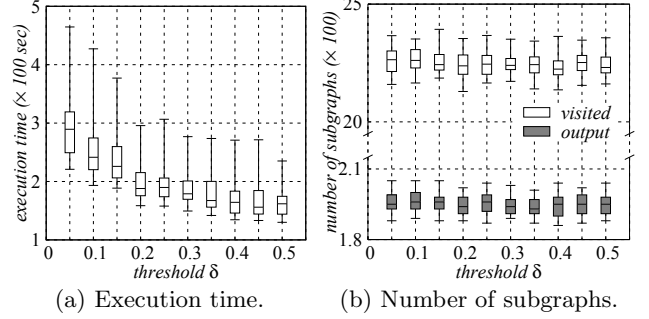 execution time (× 100 sec)
5
4
3
2
1
0 0.1 0.2 0.3 0.4 0.5
threshold δ
(a) Execution time.
number of subgraphs (× 100)
25
20
2.1
1.8
visited
output
0 0.1 0.2 0.3 0.4 0.5
threshold δ
(b) Number of subgraphs.